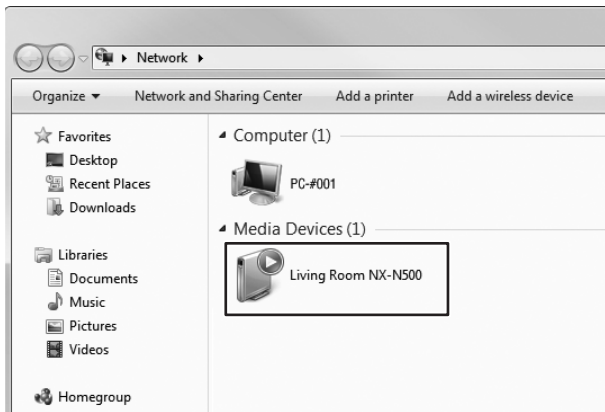 Network
Organize Network and Sharing Center Add a printer Add a wireless device
Favorites
Desktop
Recent Places
Downloads
Libraries
Documents
Music
Pictures
Videos
Homegroup
Computer (1)
PC-#001
Media Devices (1)
Living Room NX-N500